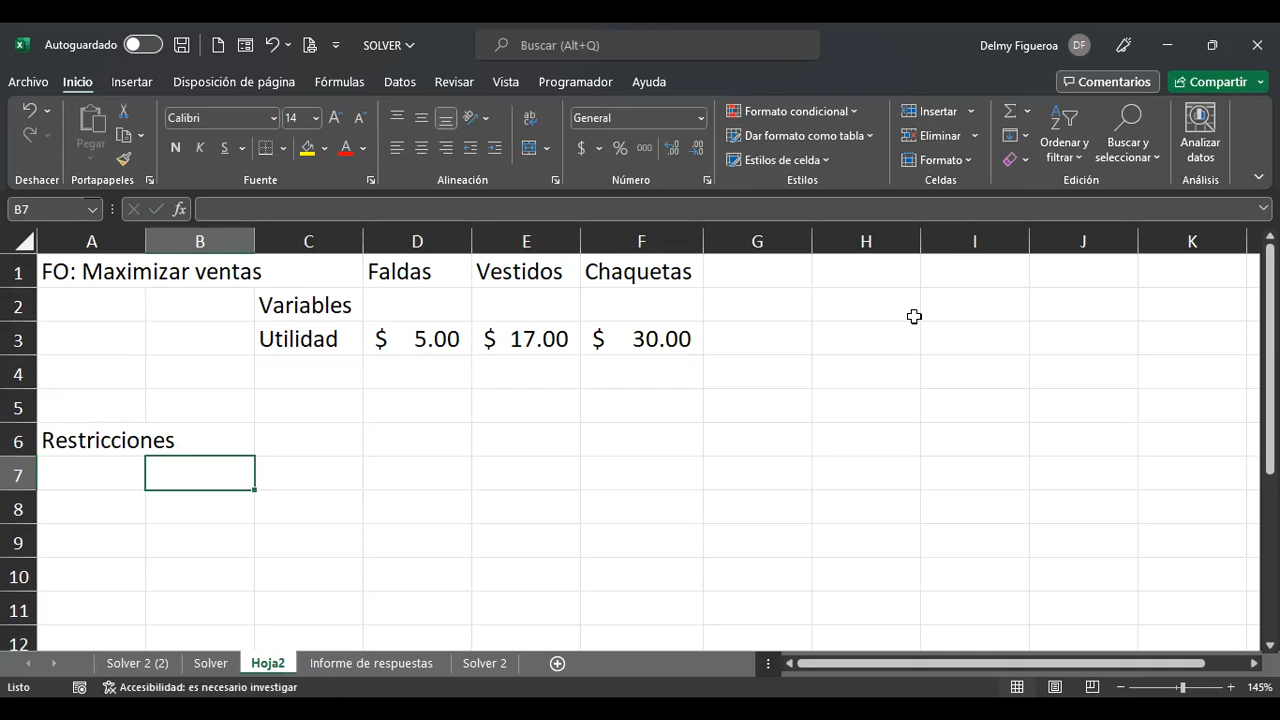 Autoguardado SOLVER Buscar (Alt+Q) Delmy Figueroa DF
Archivo Inicio Insertar Disposición de página Fórmulas Datos Revisar Vista Programador Ayuda Comentarios Compartir
Pegar Calibri 14 General Formato condicional Insertar
Dar formato como tabla Eliminar Ordenar y filtrar Buscar y seleccionar Analizar datos
N K S $ % 000 Estilos de celda Formato
Deshacer Portapapeles Fuente Alineación Número Estilos Celdas Edición Análisis
B7 fx
A B C D E F G H I J K
1 FO: Maximizar ventas Faldas Vestidos Chaquetas
2 Variables
3 Utilidad $ 5.00 $ 17.00 $ 30.00
4
5
6 Restricciones
7
8
9
10
11
12
Solver 2 (2) Solver Hoja2 Informe de respuestas Solver 2
Listo Accesibilidad: es necesario investigar 145%